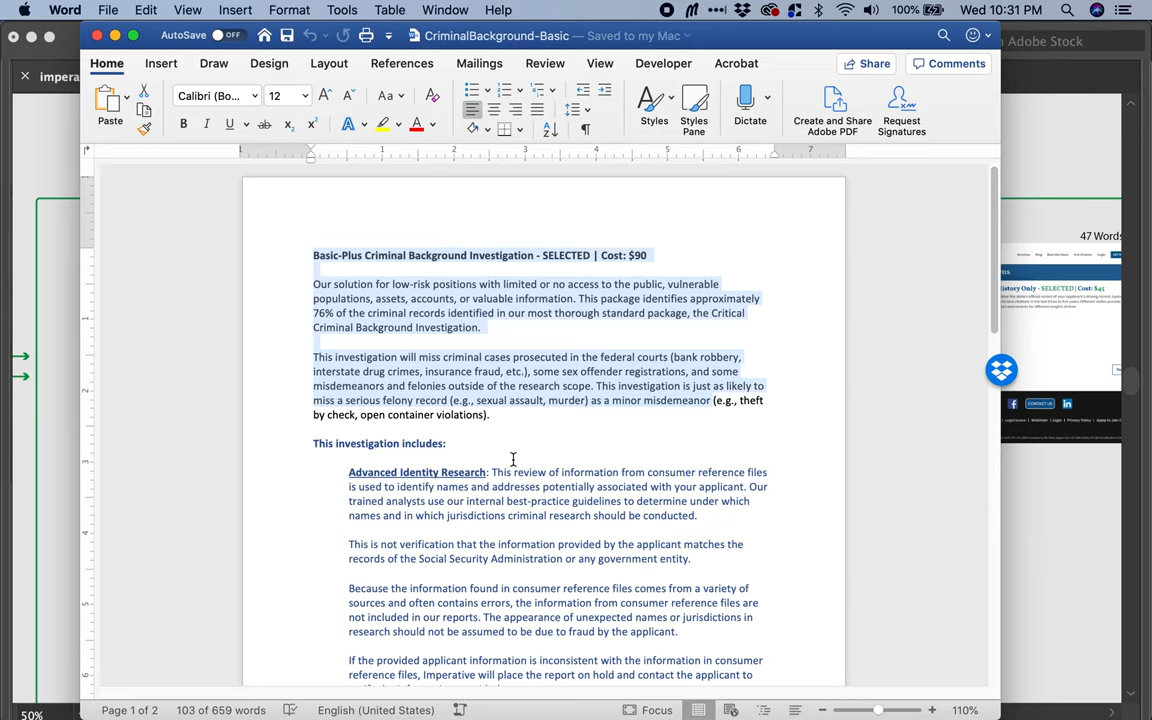 Word File Edit View Insert Format Tools Table Window Help 100% Wed 10:31 PM
AutoSave OFF CriminalBackground-Basic — Saved to my Mac
Adobe Stock
impera
Home Insert Draw Design Layout References Mailings Review View Developer Acrobat Share Comments
Paste Calibri (Bo... 12 Aa Styles Styles Pane Dictate Create and Share Adobe PDF Request Signatures
1 1 2 3 4 5 6 7
47 Words
Basic-Plus Criminal Background Investigation - SELECTED | Cost: $90
Our solution for low-risk positions with limited or no access to the public, vulnerable
populations, assets, accounts, or valuable information. This package identifies approximately
76% of the criminal records identified in our most thorough standard package, the Critical
Criminal Background Investigation.
This investigation will miss criminal cases prosecuted in the federal courts (bank robbery,
interstate drug crimes, insurance fraud, etc.), some sex offender registrations, and some
misdemeanors and felonies outside of the research scope. This investigation is just as likely to
miss a serious felony record (e.g., sexual assault, murder) as a minor misdemeanor (e.g., theft
by check, open container violations).
This investigation includes:
Advanced Identity Research: This review of information from consumer reference files
is used to identify names and addresses potentially associated with your applicant. Our
trained analysts use our internal best-practice guidelines to determine under which
names and in which jurisdictions criminal research should be conducted.
This is not verification that the information provided by the applicant matches the
records of the Social Security Administration or any government entity.
Because the information found in consumer reference files comes from a variety of
sources and often contains errors, the information from consumer reference files are
not included in our reports. The appearance of unexpected names or jurisdictions in
research should not be assumed to be due to fraud by the applicant.
If the provided applicant information is inconsistent with the information in consumer
reference files, Imperative will place the report on hold and contact the applicant to
istory Only - SELECTED | Cost: $45
CONTACT US
50%
Page 1 of 2 103 of 659 words English (United States) Focus 110%